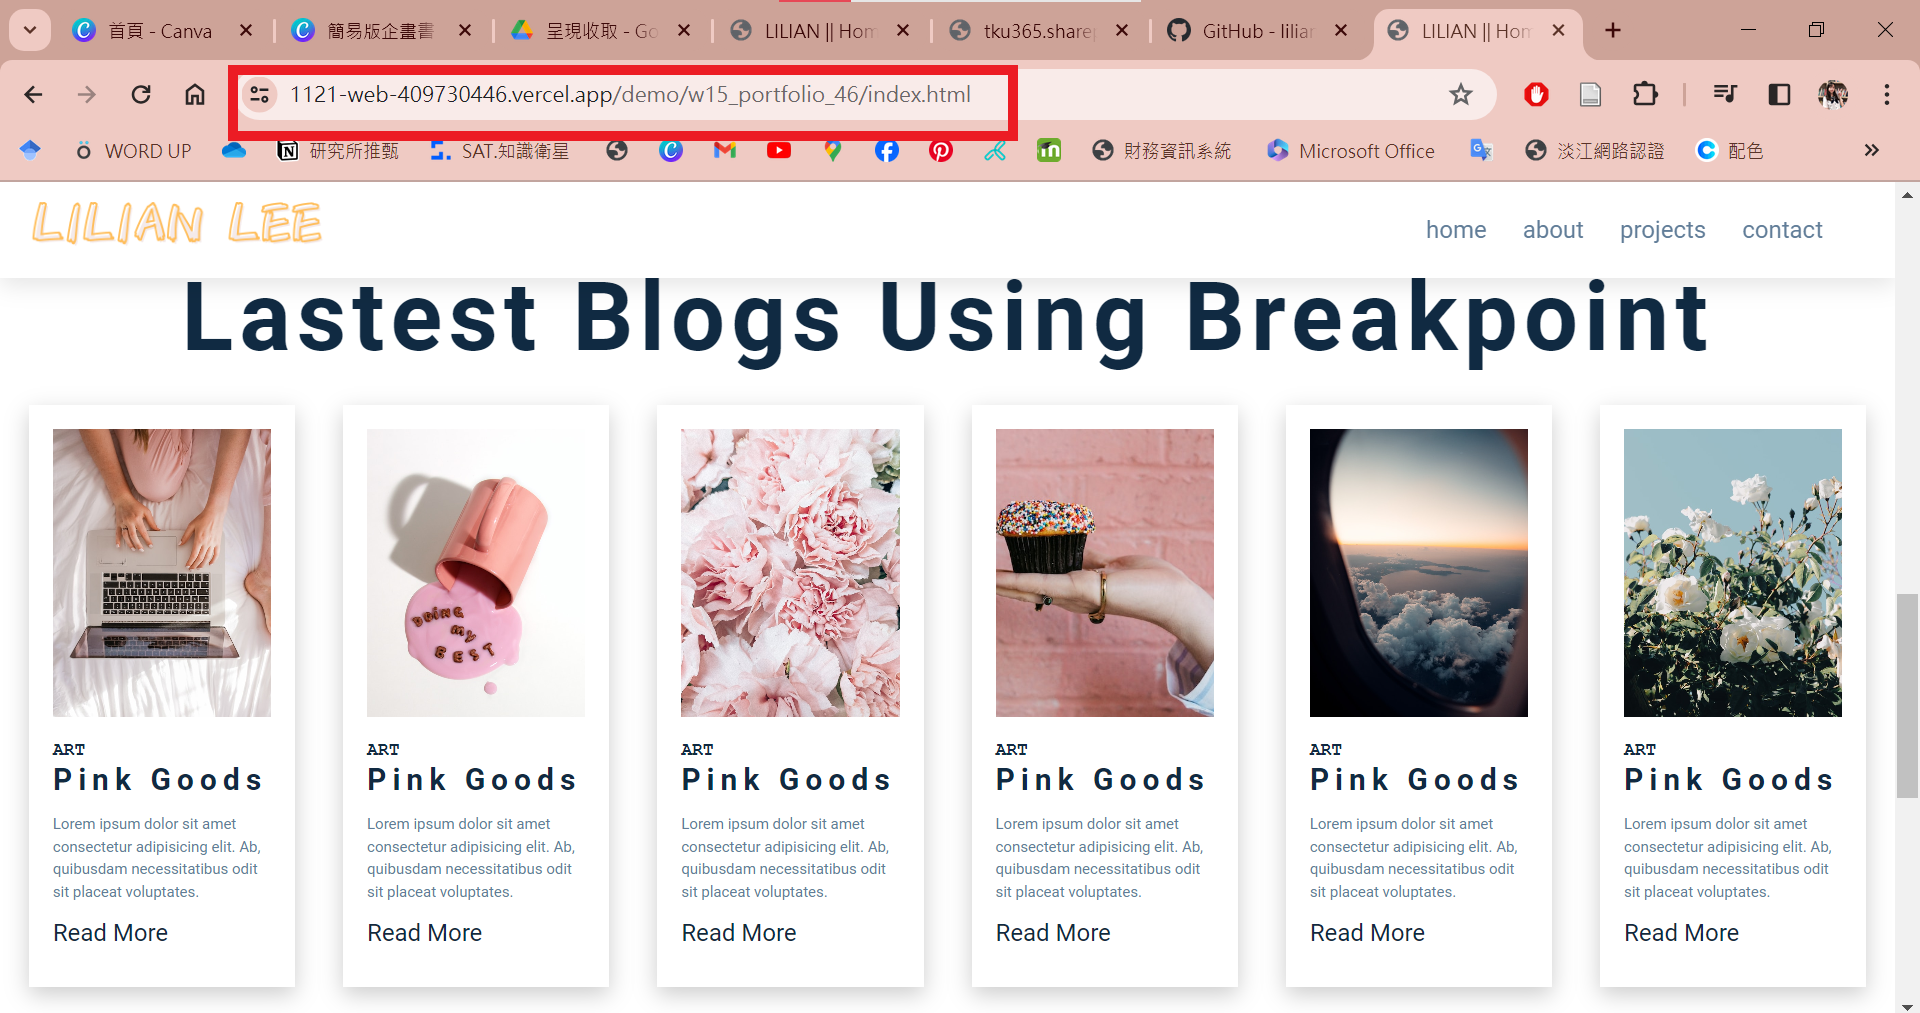 首頁 - Canva
簡易版企畫書
呈現收取 - Go
LILIAN || Hom
tku365.sharep
GitHub - lilian
LILIAN || Hom
1121-web-409730446.vercel.app/demo/w15_portfolio_46/index.html
WORD UP
研究所推甄
SAT.知識衛星
財務資訊系統
Microsoft Office
淡江網路認證
配色
LILIAN LEE
home about projects contact
Lastest Blogs Using Breakpoint
DOING
my
BEST
ART
Pink Goods
Lorem ipsum dolor sit amet
consectetur adipisicing elit. Ab,
quibusdam necessitatibus odit
sit placeat voluptates.
Read More
ART
Pink Goods
Lorem ipsum dolor sit amet
consectetur adipisicing elit. Ab,
quibusdam necessitatibus odit
sit placeat voluptates.
Read More
ART
Pink Goods
Lorem ipsum dolor sit amet
consectetur adipisicing elit. Ab,
quibusdam necessitatibus odit
sit placeat voluptates.
Read More
ART
Pink Goods
Lorem ipsum dolor sit amet
consectetur adipisicing elit. Ab,
quibusdam necessitatibus odit
sit placeat voluptates.
Read More
ART
Pink Goods
Lorem ipsum dolor sit amet
consectetur adipisicing elit. Ab,
quibusdam necessitatibus odit
sit placeat voluptates.
Read More
ART
Pink Goods
Lorem ipsum dolor sit amet
consectetur adipisicing elit. Ab,
quibusdam necessitatibus odit
sit placeat voluptates.
Read More